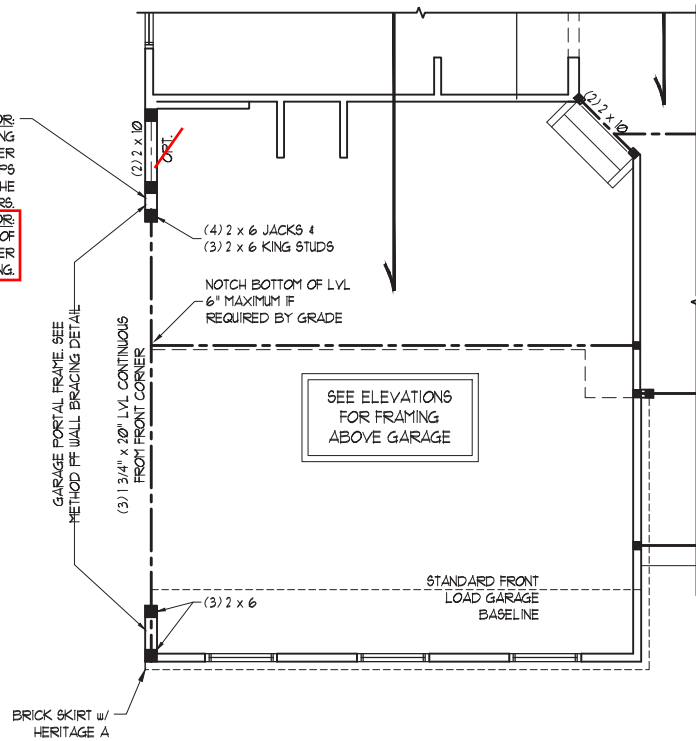 (2) 2 x 10
OPT.
(2) 2 x 10
(4) 2 x 6 JACKS &
(3) 2 x 6 KING STUDS
NOTCH BOTTOM OF LVL
6" MAXIMUM IF
REQUIRED BY GRADE
GARAGE PORTAL FRAME. SEE
METHOD PF WALL BRACING DETAIL
(3) 1 3/4" x 20" LVL CONTINUOUS
FROM FRONT CORNER
SEE ELEVATIONS
FOR FRAMING
ABOVE GARAGE
STANDARD FRONT
LOAD GARAGE
BASELINE
(3) 2 x 6
BRICK SKIRT w/
HERITAGE A